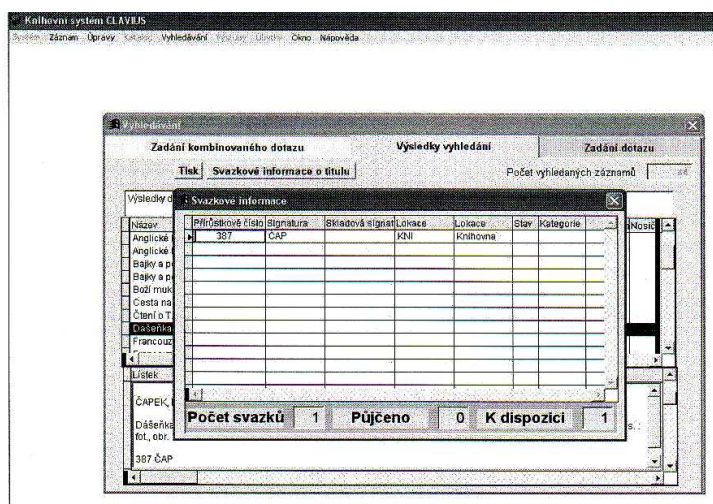 Knihovní systém CLAVIUS
Systém Záznam Úpravy Katalog Vyhledávání Výstupy Úbytky Okno Nápověda
Vyhledávání
Zadání kombinovaného dotazu Výsledky vyhledání Zadání dotazu
Tisk Svazkové informace o titulu Počet vyhledaných záznamů
Výsledky d
Svazkové informace
Název Přírůstkové číslo Signatura Skladová signat Lokace Lokace Stav Kategorie Nosič
387 ČAP KNI Knihovna
Anglické
Anglické
Bajky a p
Bajky a p
Boží muk
Cesta na
Čtení o T.
Dášeňka
Francouz
Lístek
ČAPEK,
Počet svazků 1 Půjčeno 0 K dispozici 1
Dášeňka s. :
fot., obr.
387 ČAP